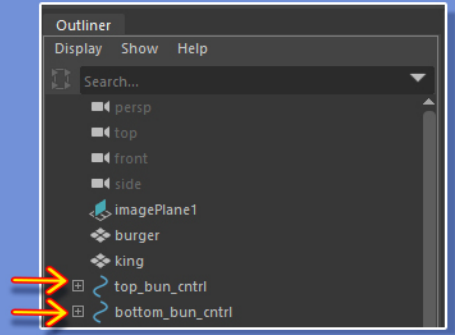 Outliner
Display Show Help
Search...
persp
top
front
side
imagePlane1
burger
king
top_bun_cntrl
bottom_bun_cntrl